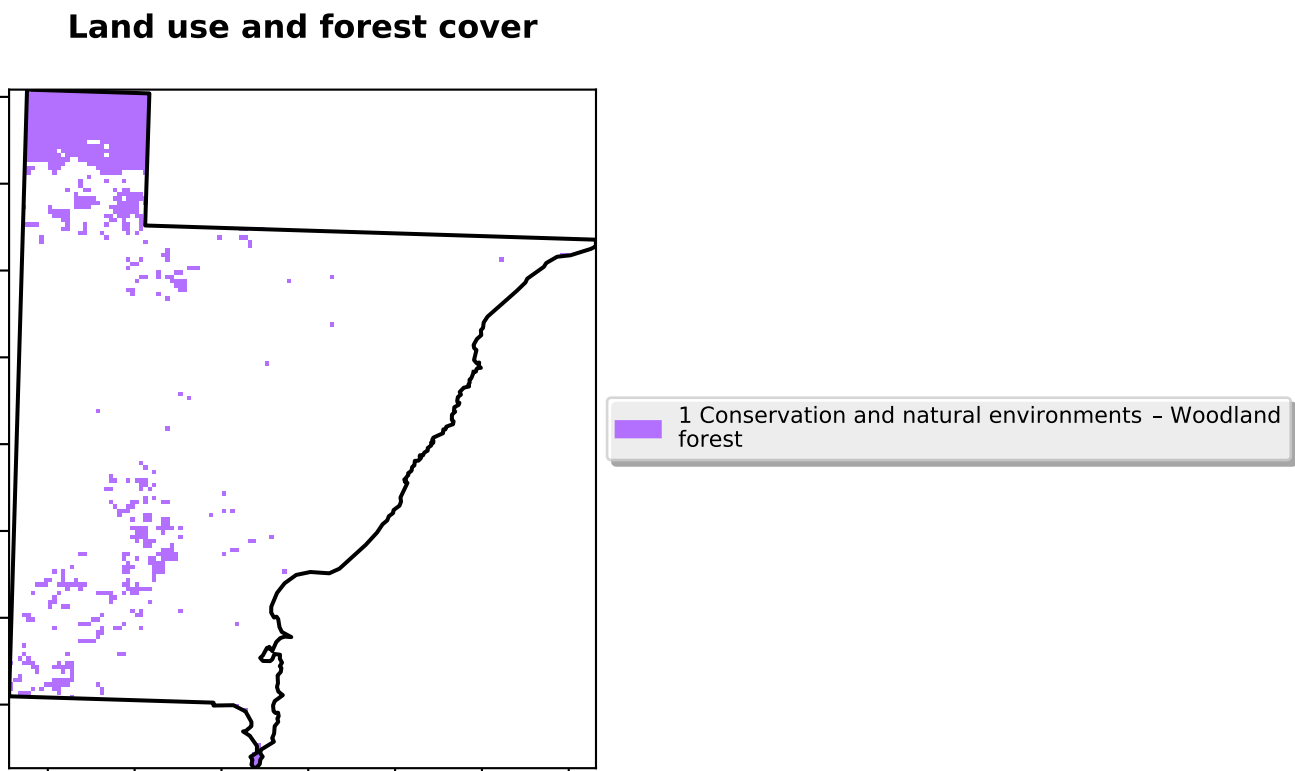 Land use and forest cover
1 Conservation and natural environments – Woodland
forest